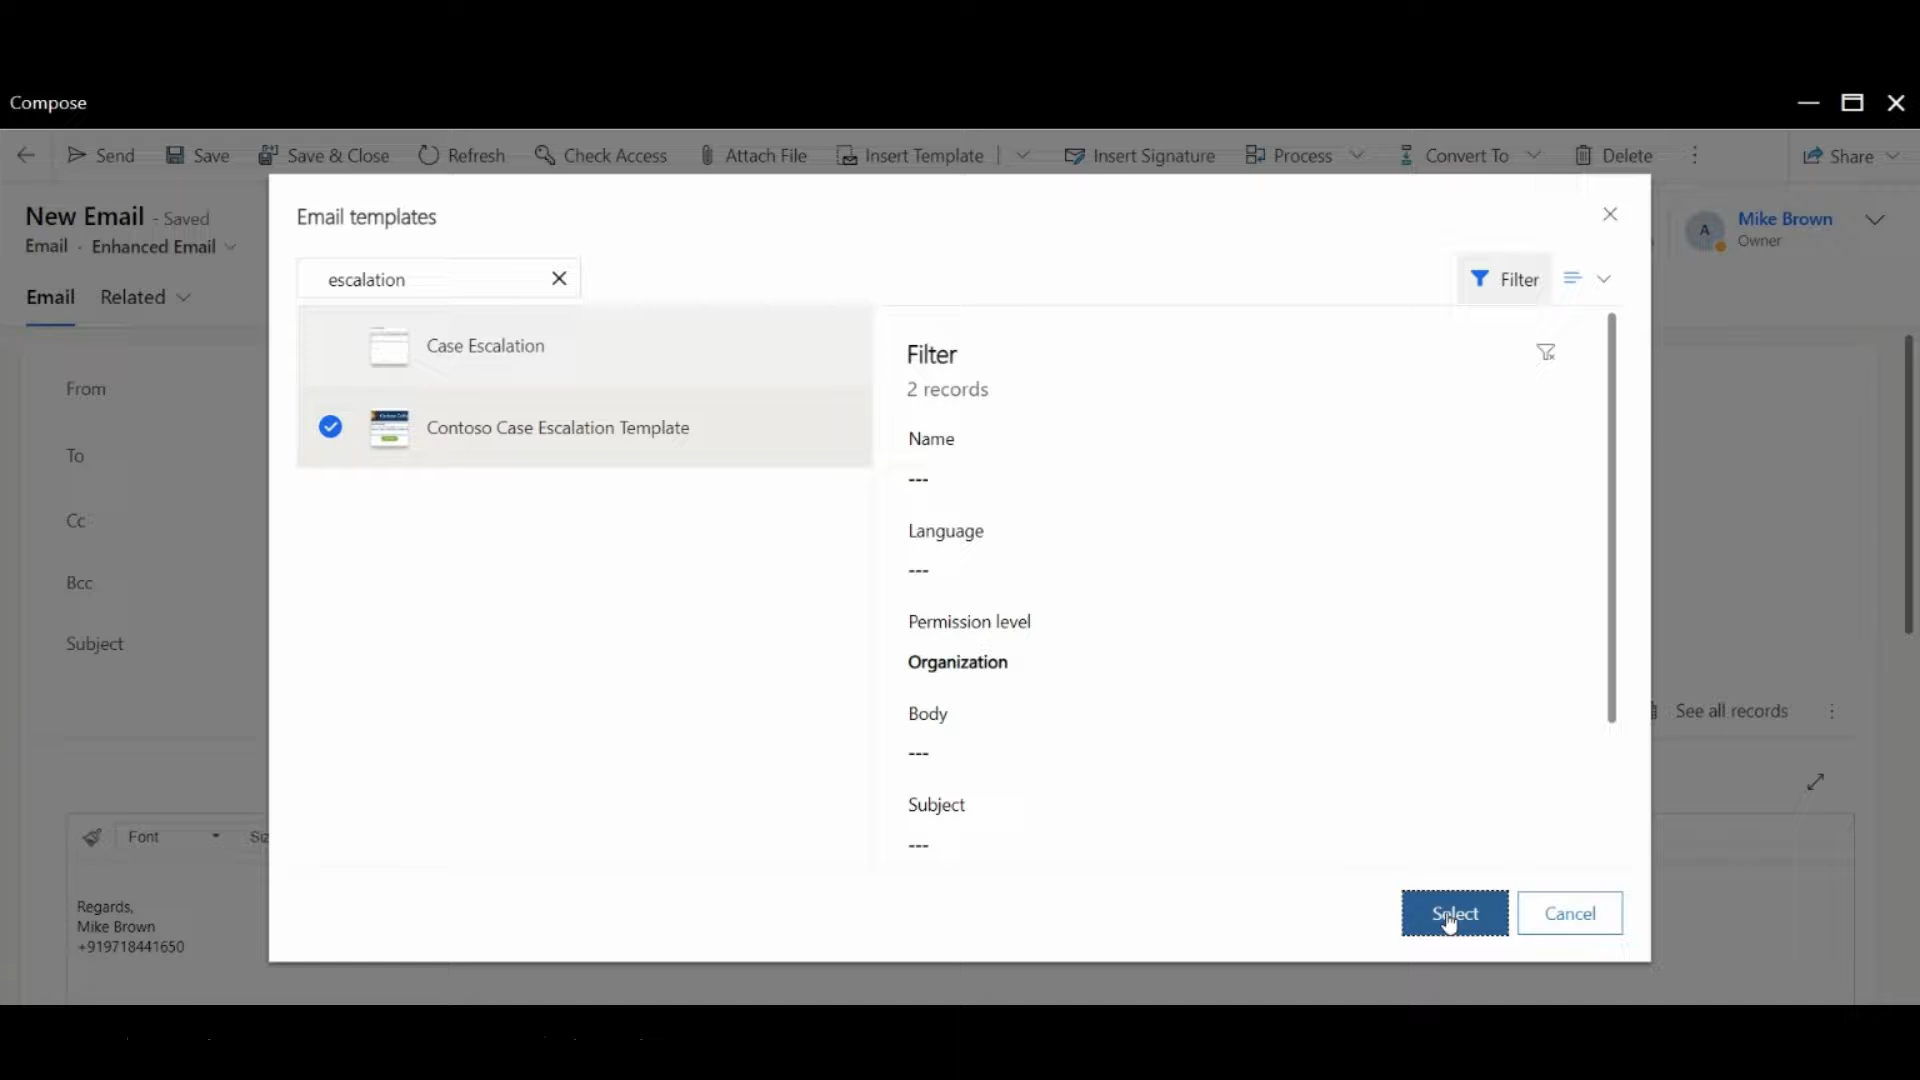 Compose
Send
Save
Save & Close
Refresh
Check Access
Attach File
Insert Template
Insert Signature
Process
Convert To
Delete
Share
New Email - Saved
Email · Enhanced Email
A
Mike Brown
Owner
Email
Related
Email templates
escalation
Filter
Case Escalation
Contoso Case Escalation Template
Filter
2 records
Name
---
Language
---
Permission level
Organization
Body
---
Subject
---
Select
Cancel
From
To
Cc
Bcc
Subject
See all records
Font
Regards,
Mike Brown
+919718441650